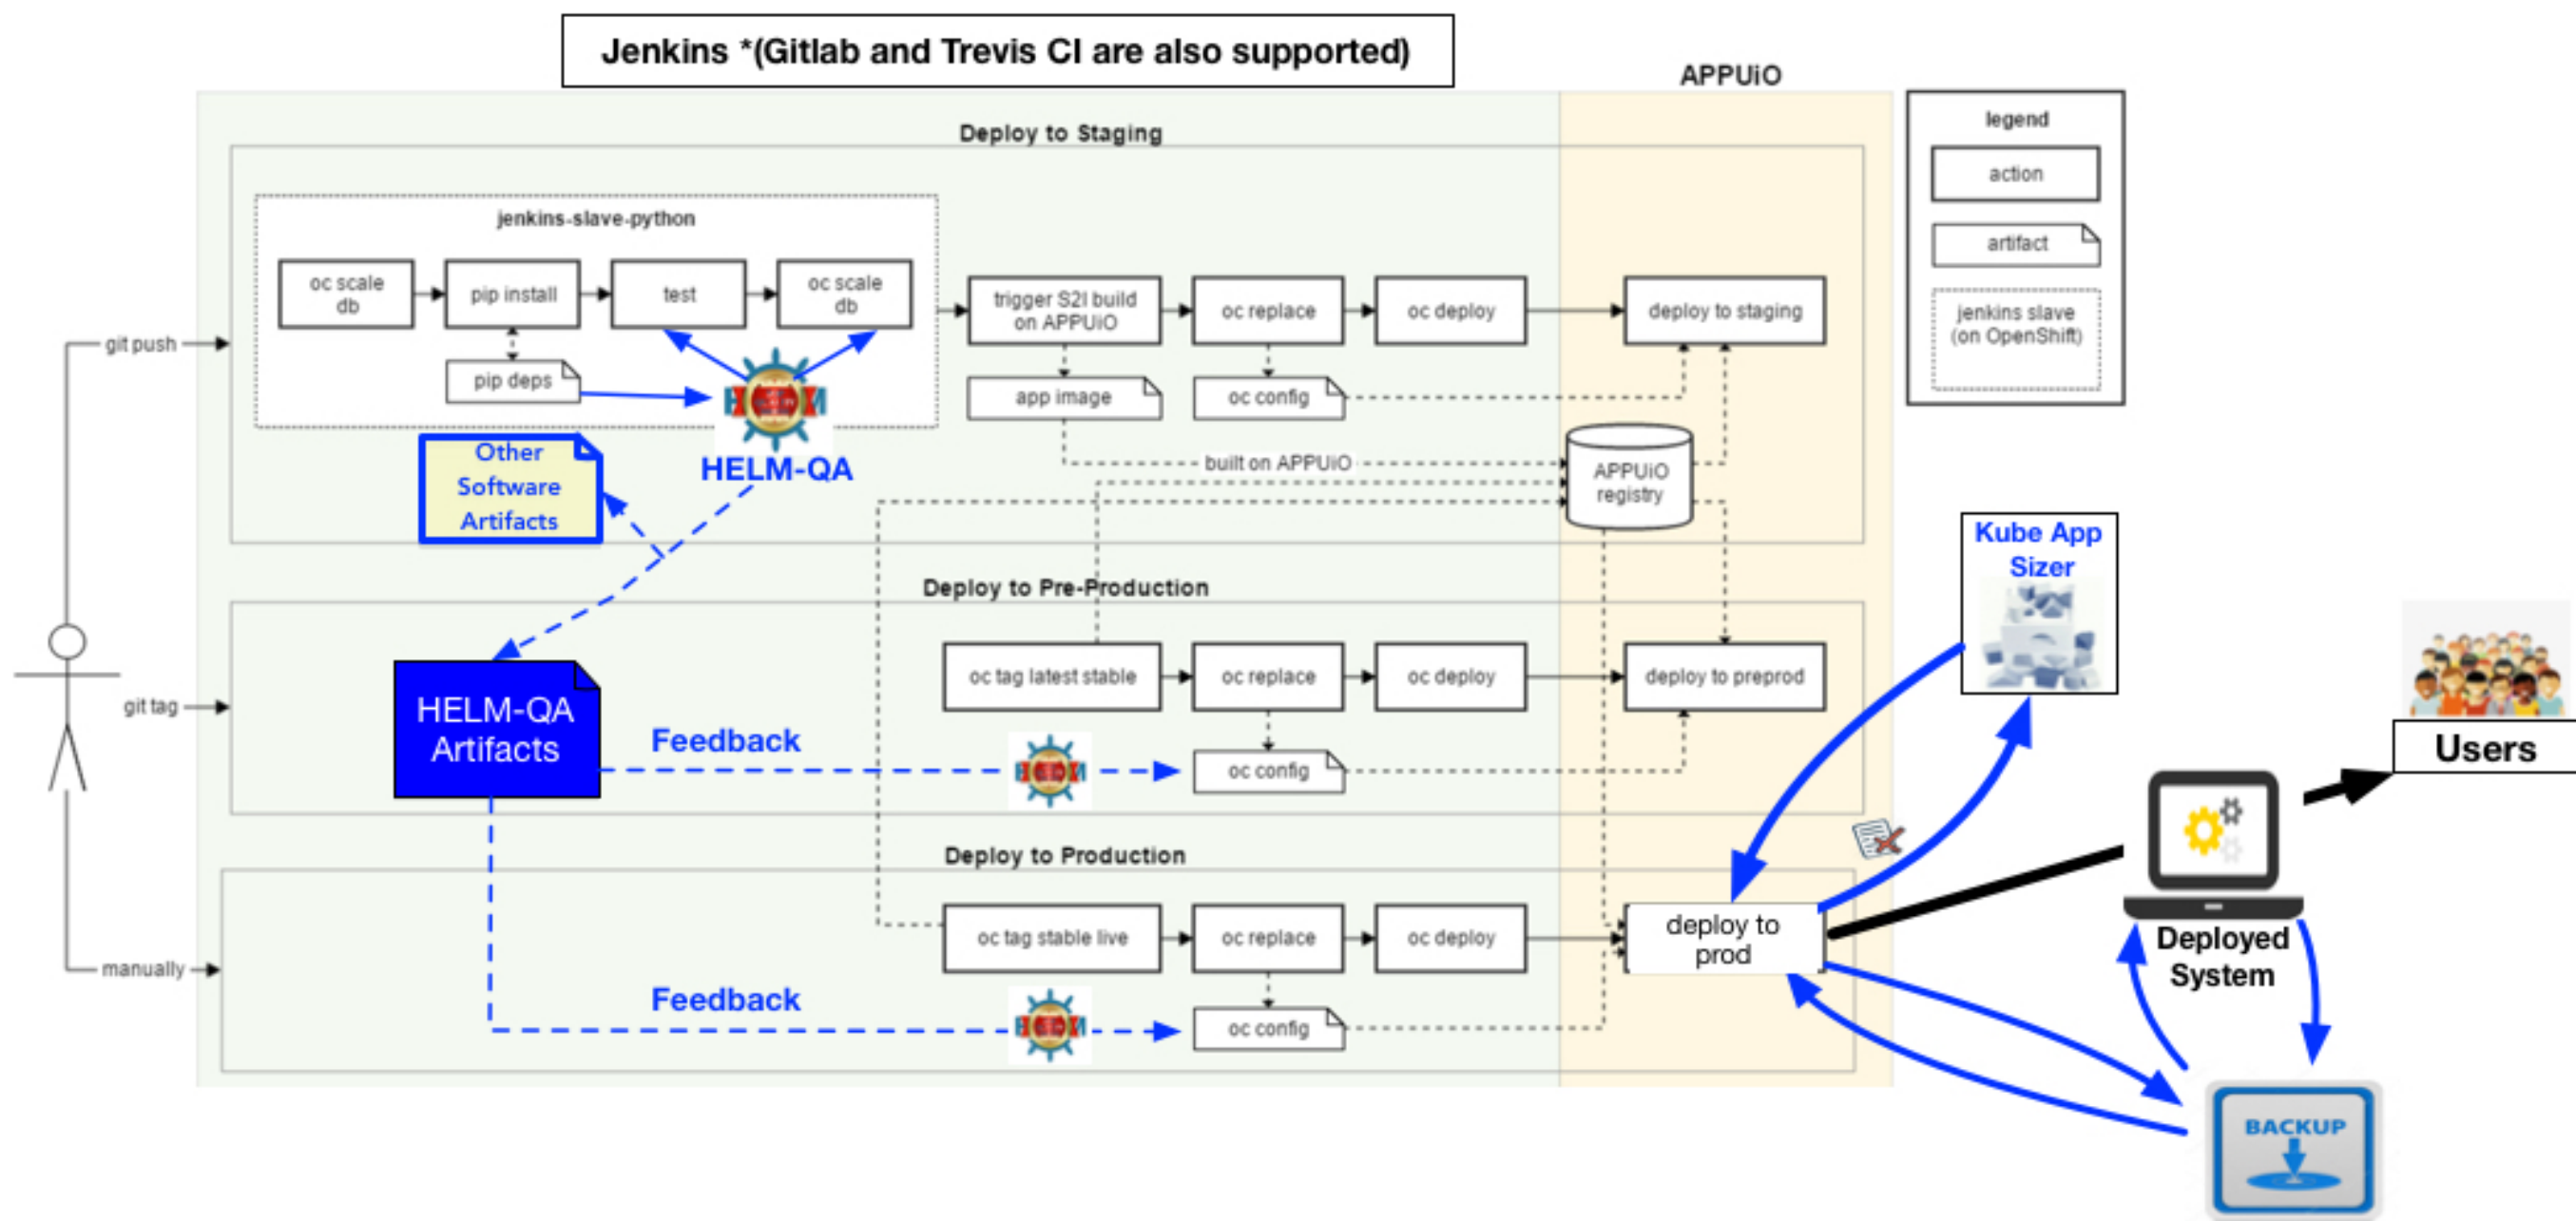 Jenkins *(Gitlab and Trevis CI are also supported)
APPUiO
legend
action
artifact
jenkins slave
(on OpenShift)
Deploy to Staging
jenkins-slave-python
oc scale
db
pip install
test
oc scale
db
pip deps
trigger S2I build
on APPUiO
oc replace
oc deploy
deploy to staging
app image
oc config
git push
Other
Software
Artifacts
HELM-QA
built on APPUiO
APPUiO
registry
Kube App
Sizer
Deploy to Pre-Production
git tag
HELM-QA
Artifacts
oc tag latest stable
oc replace
oc deploy
deploy to preprod
Feedback
oc config
Users
Deploy to Production
manually
oc tag stable live
oc replace
oc deploy
deploy to
prod
Deployed
System
Feedback
oc config
BACKUP